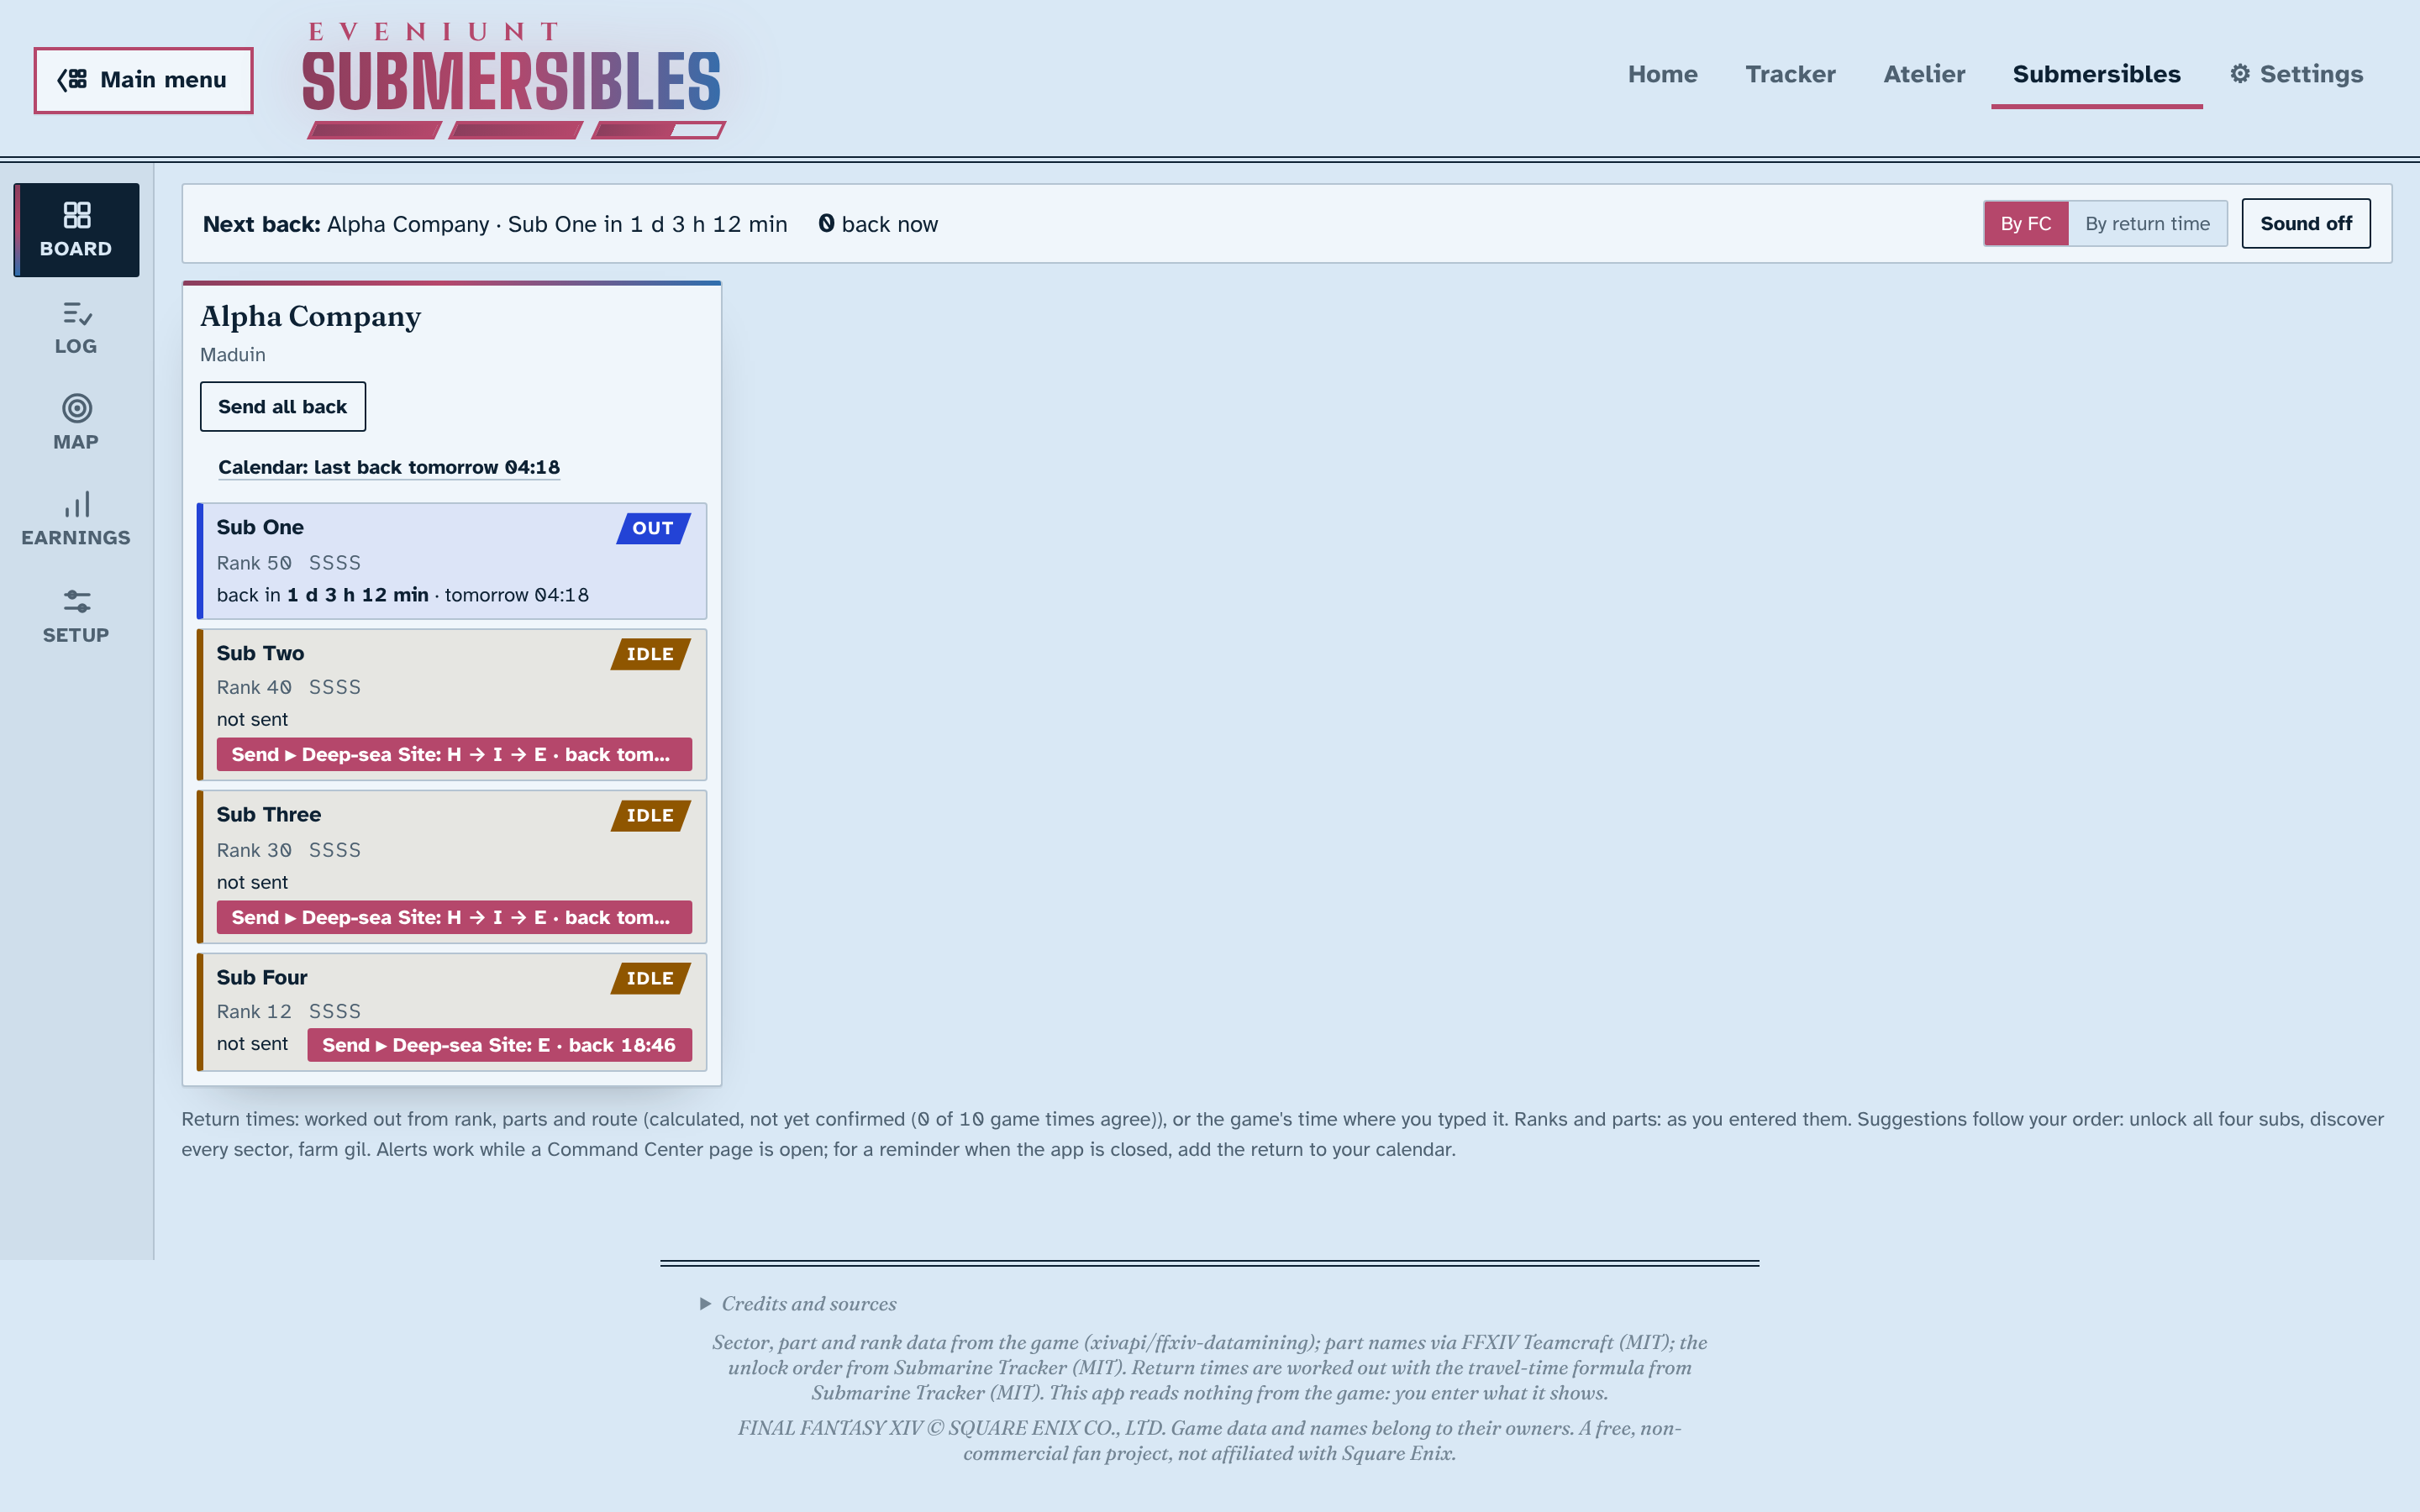 Main menu
EVENIUNT
SUBMERSIBLES
Home
Tracker
Atelier
Submersibles
⚙ Settings
BOARD
LOG
MAP
EARNINGS
SETUP
Next back: Alpha Company · Sub One in 1 d 3 h 12 min
0 back now
By FC
By return time
Sound off
Alpha Company
Maduin
Send all back
Calendar: last back tomorrow 04:18
Sub One
OUT
Rank 50 SSSS
back in 1 d 3 h 12 min · tomorrow 04:18
Sub Two
IDLE
Rank 40 SSSS
not sent
Send ▸ Deep-sea Site: H → I → E · back tom...
Sub Three
IDLE
Rank 30 SSSS
not sent
Send ▸ Deep-sea Site: H → I → E · back tom...
Sub Four
IDLE
Rank 12 SSSS
not sent
Send ▸ Deep-sea Site: E · back 18:46
Return times: worked out from rank, parts and route (calculated, not yet confirmed (0 of 10 game times agree)), or the game's time where you typed it. Ranks and parts: as you entered them. Suggestions follow your order: unlock all four subs, discover
every sector, farm gil. Alerts work while a Command Center page is open; for a reminder when the app is closed, add the return to your calendar.
▶ Credits and sources
Sector, part and rank data from the game (xivapi/ffxiv-datamining); part names via FFXIV Teamcraft (MIT); the
unlock order from Submarine Tracker (MIT). Return times are worked out with the travel-time formula from
Submarine Tracker (MIT). This app reads nothing from the game: you enter what it shows.
FINAL FANTASY XIV © SQUARE ENIX CO., LTD. Game data and names belong to their owners. A free, non-
commercial fan project, not affiliated with Square Enix.